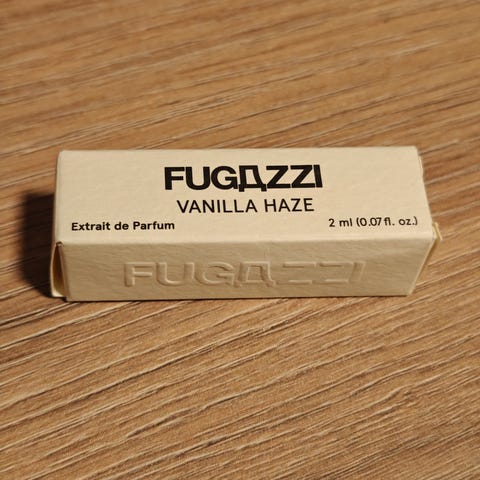 FUGAZZI
VANILLA HAZE
Extrait de Parfum 2 ml (0.07 fl. oz.)
FUGAZZI